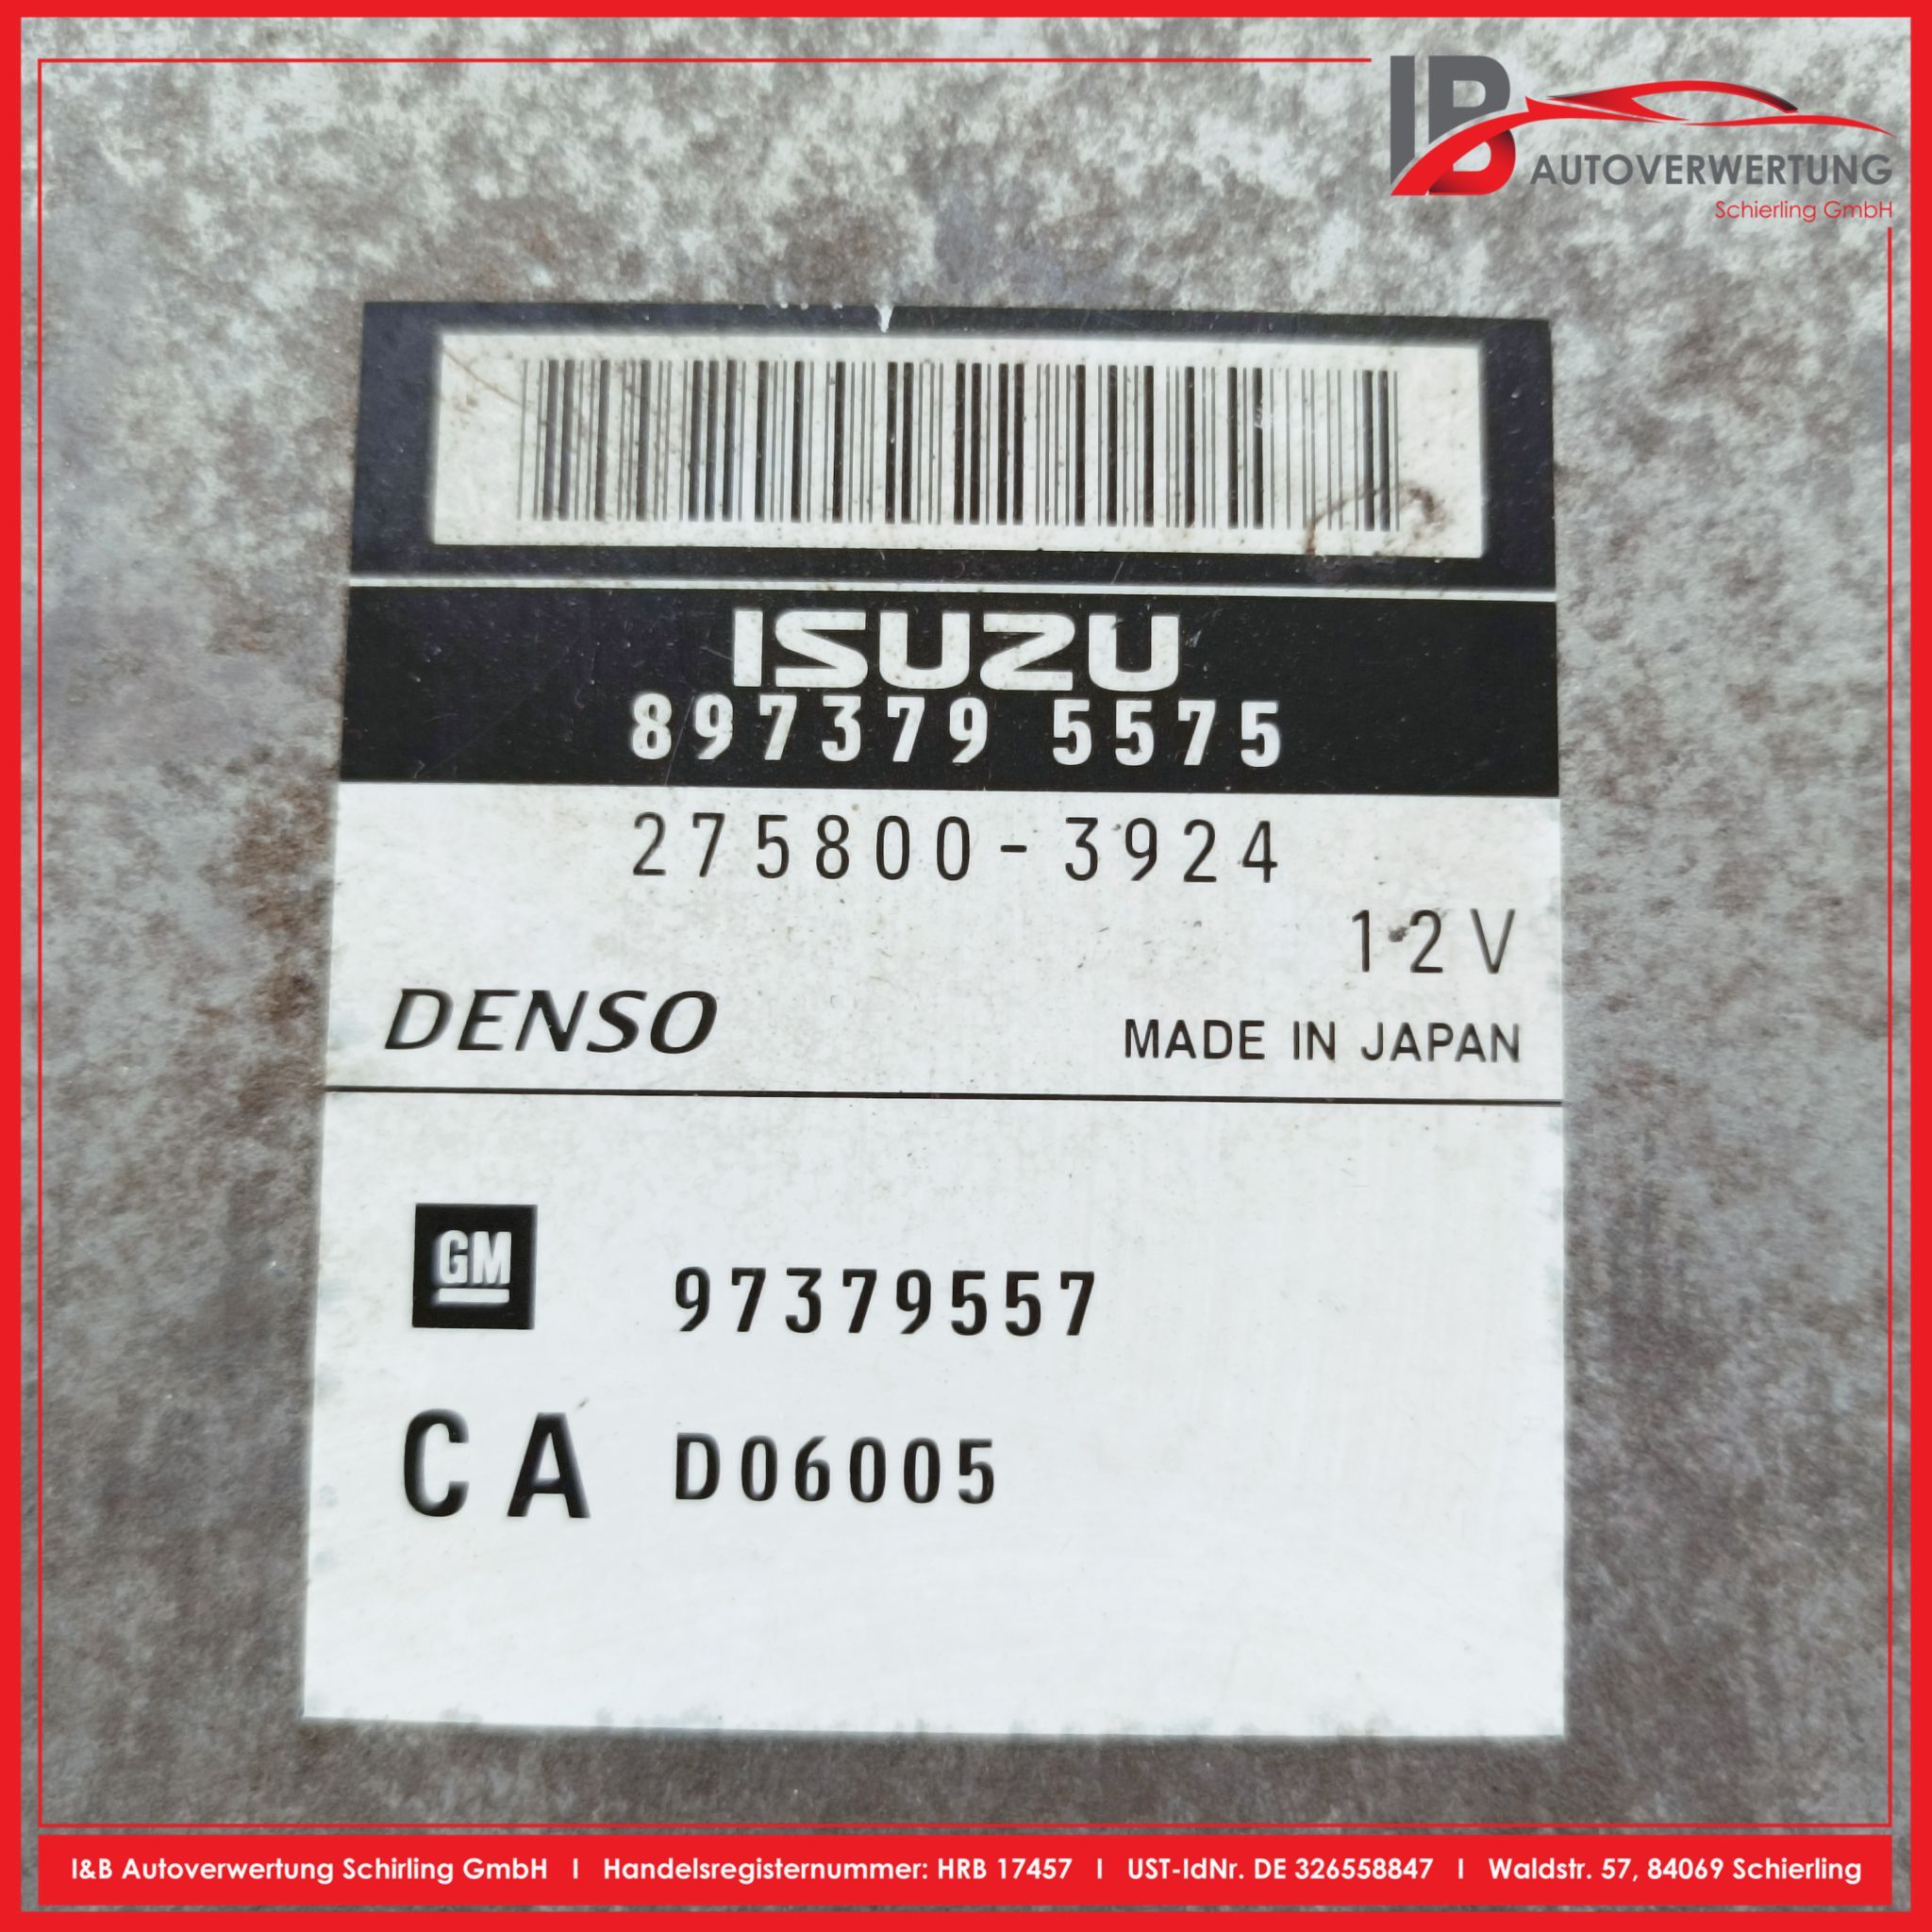 IB
AUTOVERWERTUNG
Schierling GmbH
ISUZU
897379 5575
275800-3924
12V
DENSO MADE IN JAPAN
GM 97379557
CA D06005
I&B Autoverwertung Schirling GmbH I Handelsregisternummer: HRB 17457 I UST-IdNr. DE 326558847 I Waldstr. 57, 84069 Schierling